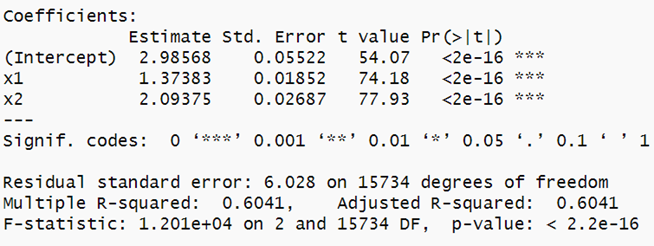 Coefficients:
            Estimate Std. Error t value Pr(>|t|)
(Intercept)  2.98568    0.05522   54.07   <2e-16 ***
x1           1.37383    0.01852   74.18   <2e-16 ***
x2           2.09375    0.02687   77.93   <2e-16 ***
---
Signif. codes:  0 ‘***’ 0.001 ‘**’ 0.01 ‘*’ 0.05 ‘.’ 0.1 ‘ ’ 1
Residual standard error: 6.028 on 15734 degrees of freedom
Multiple R-squared:  0.6041,    Adjusted R-squared:  0.6041
F-statistic: 1.201e+04 on 2 and 15734 DF,  p-value: < 2.2e-16